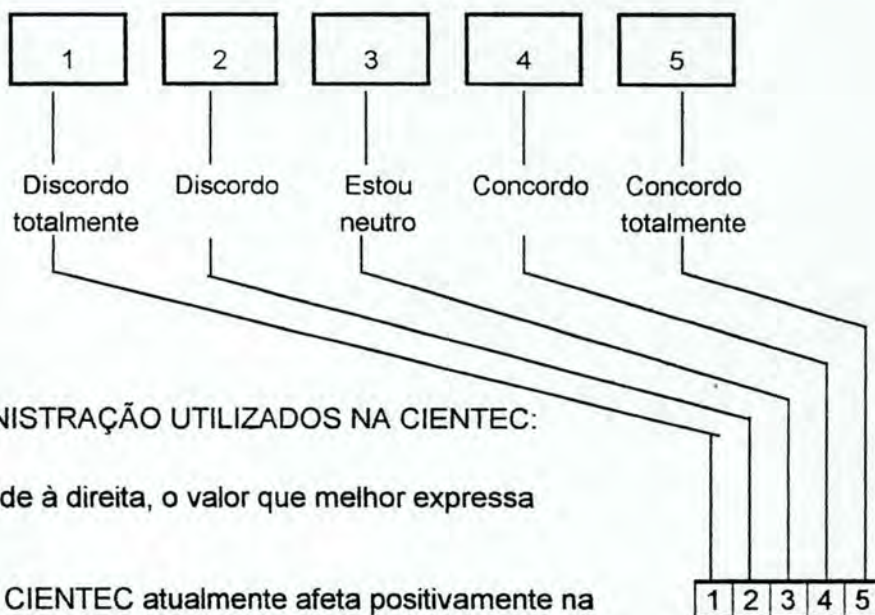 1 2 3 4 5
Discordo Discordo Estou Concordo Concordo
totalmente neutro totalmente
NISTRAÇÃO UTILIZADOS NA CIENTEC:
de à direita, o valor que melhor expressa
CIENTEC atualmente afeta positivamente na
1 2 3 4 5